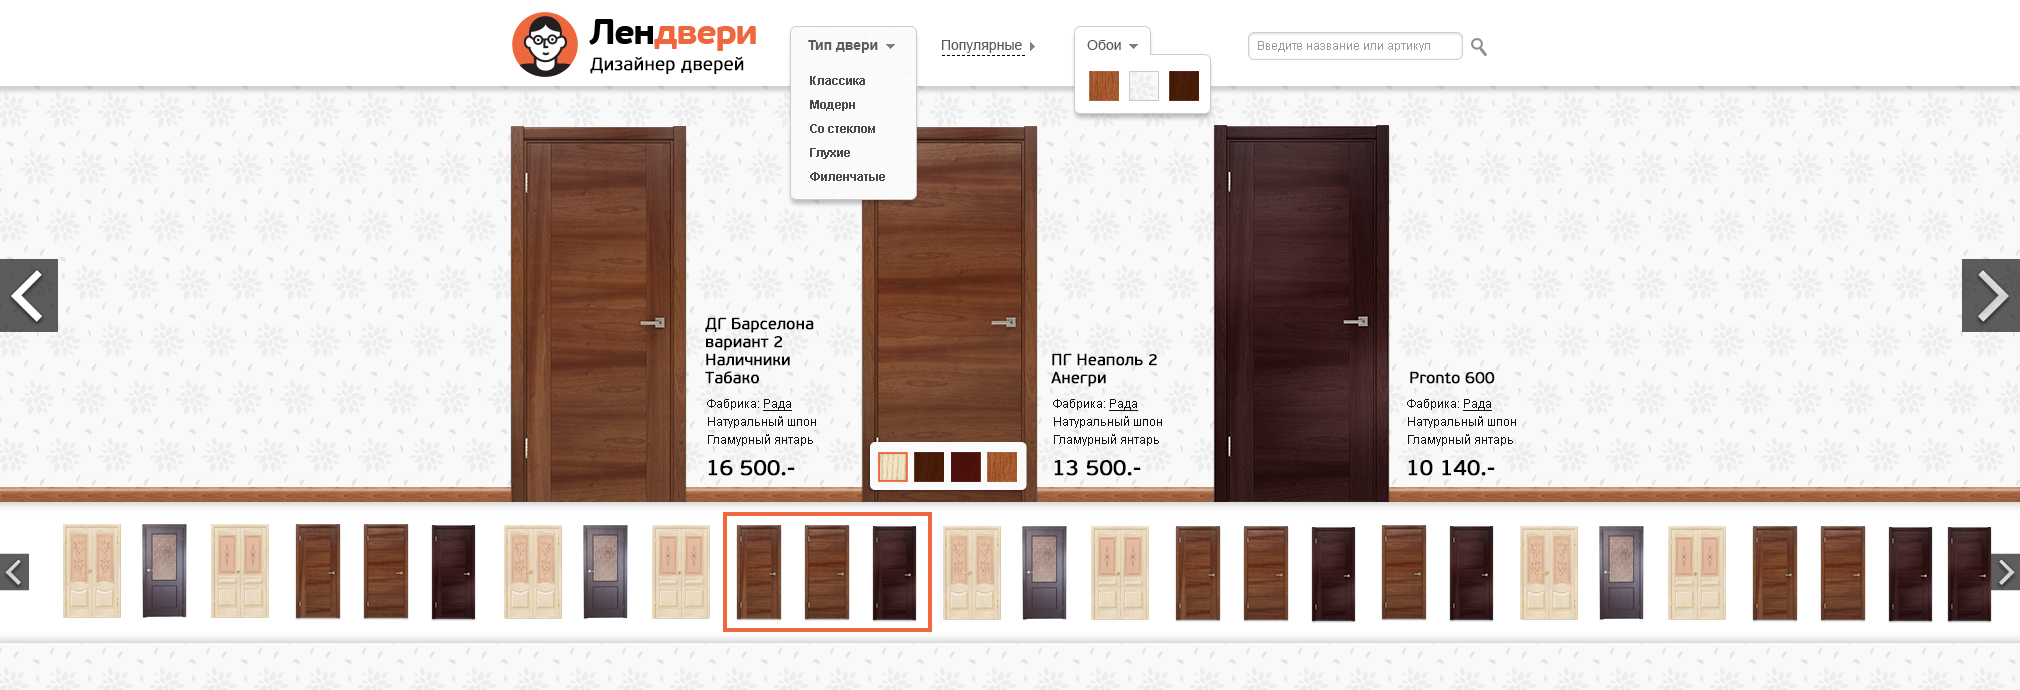 Лендвери
Дизайнер дверей
Тип двери
Классика
Модерн
Со стеклом
Глухие
Филенчатые
Популярные
Обои
Введите название или артикул
ДГ Барселона
вариант 2
Наличники
Табако
Фабрика: Рада
Натуральный шпон
Гламурный янтарь
16 500.-
ПГ Неаполь 2
Анегри
Фабрика: Рада
Натуральный шпон
Гламурный янтарь
13 500.-
Pronto 600
Фабрика: Рада
Натуральный шпон
Гламурный янтарь
10 140.-